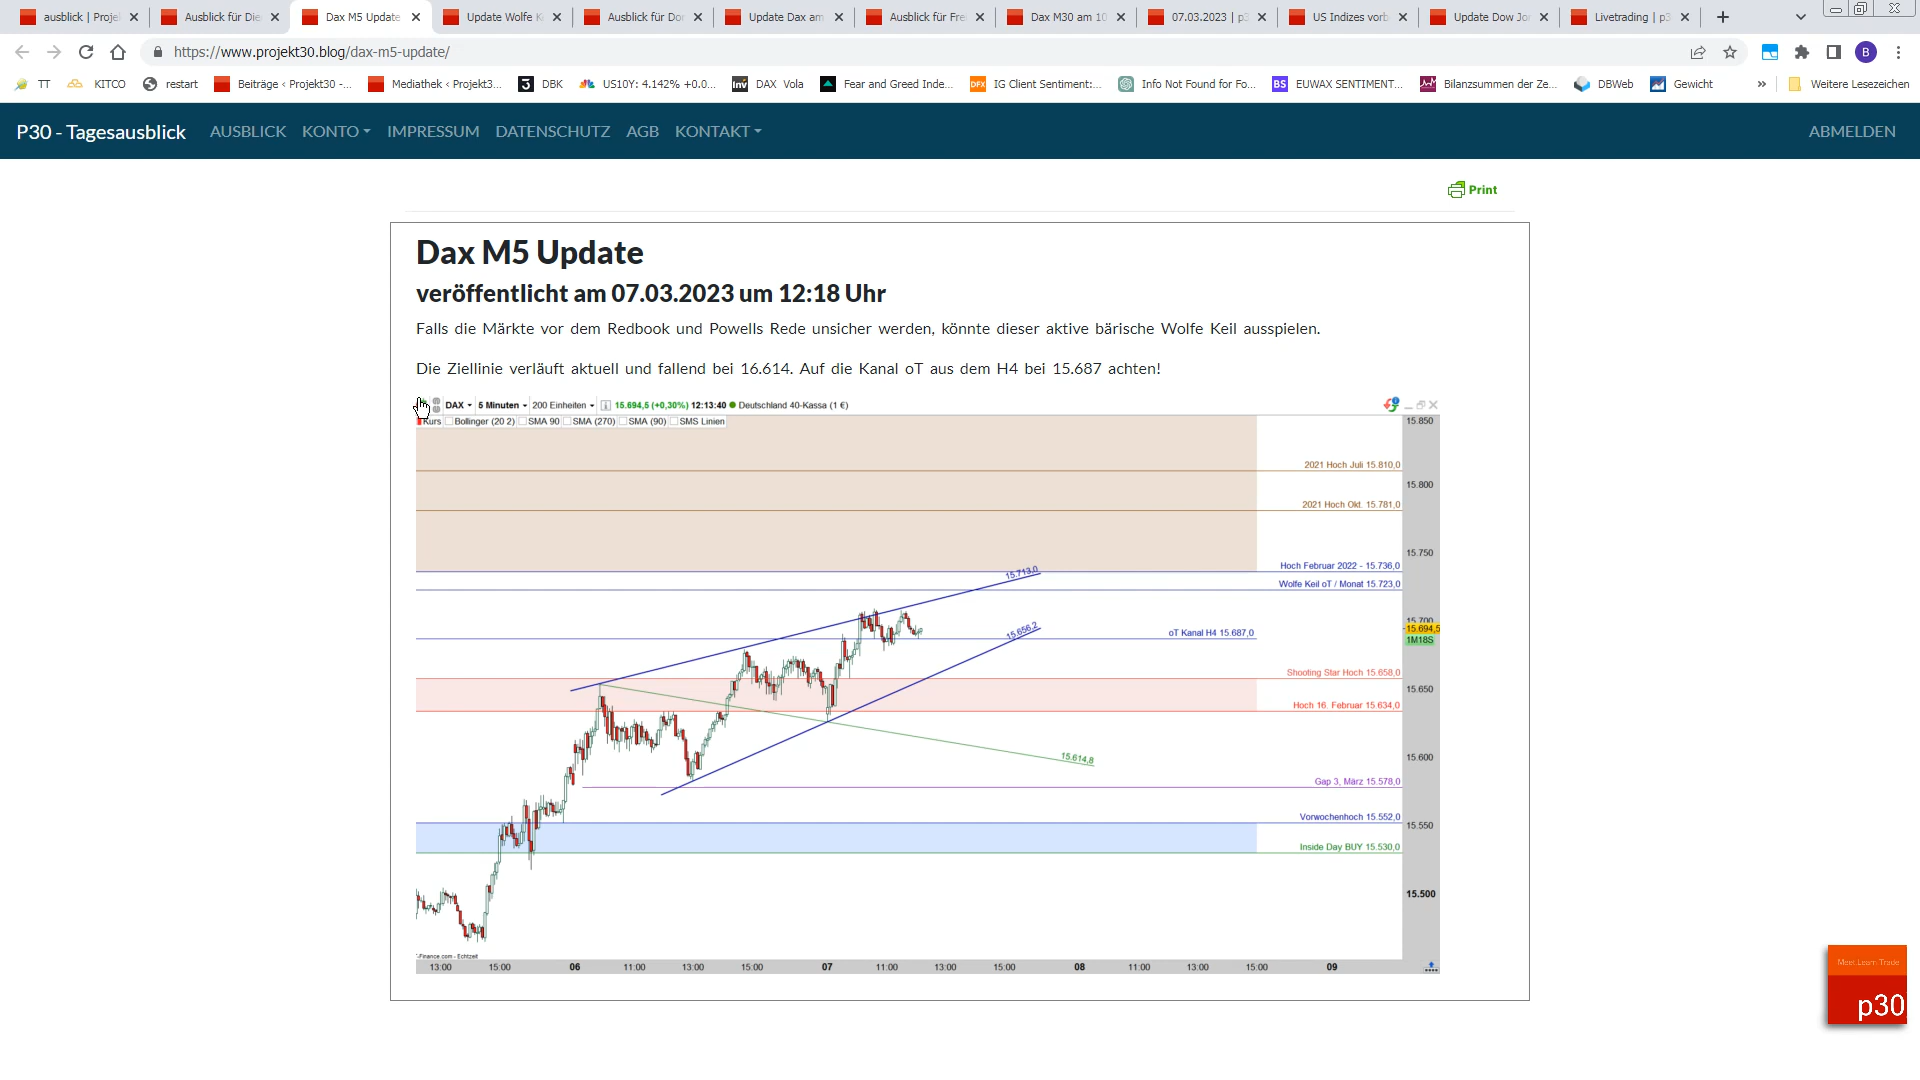 ausblick | Proje
Ausblick für Die
Dax M5 Update
Update Wolfe K
Ausblick für Don
Update Dax am
Ausblick für Fre
Dax M30 am 10
07.03.2023 | p3
US Indizes vorb
Update Dow Jon
Livetrading | p3
https://www.projekt30.blog/dax-m5-update/
B
TT
KITCO
restart
Beiträge ‹ Projekt30 -...
Mediathek ‹ Projekt3...
DBK
US10Y: 4.142% +0.0...
Inv
DAX Vola
Fear and Greed Inde...
DFX
IG Client Sentiment:...
Info Not Found for Fo...
BS
EUWAX SENTIMENT...
Bilanzsummen der Ze...
DBWeb
Gewicht
»
Weitere Lesezeichen
P30 - Tagesausblick
AUSBLICK
KONTO
IMPRESSUM
DATENSCHUTZ
AGB
KONTAKT
ABMELDEN
Print
Dax M5 Update
veröffentlicht am 07.03.2023 um 12:18 Uhr
Falls die Märkte vor dem Redbook und Powells Rede unsicher werden, könnte dieser aktive bärische Wolfe Keil ausspielen.
Die Ziellinie verläuft aktuell und fallend bei 16.614. Auf die Kanal oT aus dem H4 bei 15.687 achten!
DAX
5 Minuten
200 Einheiten
15.694,5 (+0,30%) 12:13:40
Deutschland 40-Kassa (1 €)
Kurs
Bollinger (20 2)
SMA 90
SMA (270)
SMA (90)
SMS Linien
15.850
2021 Hoch Juli 15.810,0
15.800
2021 Hoch Okt. 15.781,0
15.750
Hoch Februar 2022 - 15.736,0
15.713,0
Wolfe Keil oT / Monat 15.723,0
15.700
15.694,5
15.656,2
oT Kanal H4 15.687,0
1M18S
Shooting Star Hoch 15.658,0
15.650
Hoch 16. Februar 15.634,0
15.614,8
15.600
Gap 3, März 15.578,0
Vorwochenhoch 15.552,0
15.550
Inside Day BUY 15.530,0
15.500
-Finance.com - Echtzeit
13:00
15:00
06
11:00
13:00
15:00
07
11:00
13:00
15:00
08
11:00
13:00
15:00
09
Meet.Learn.Trade
p30